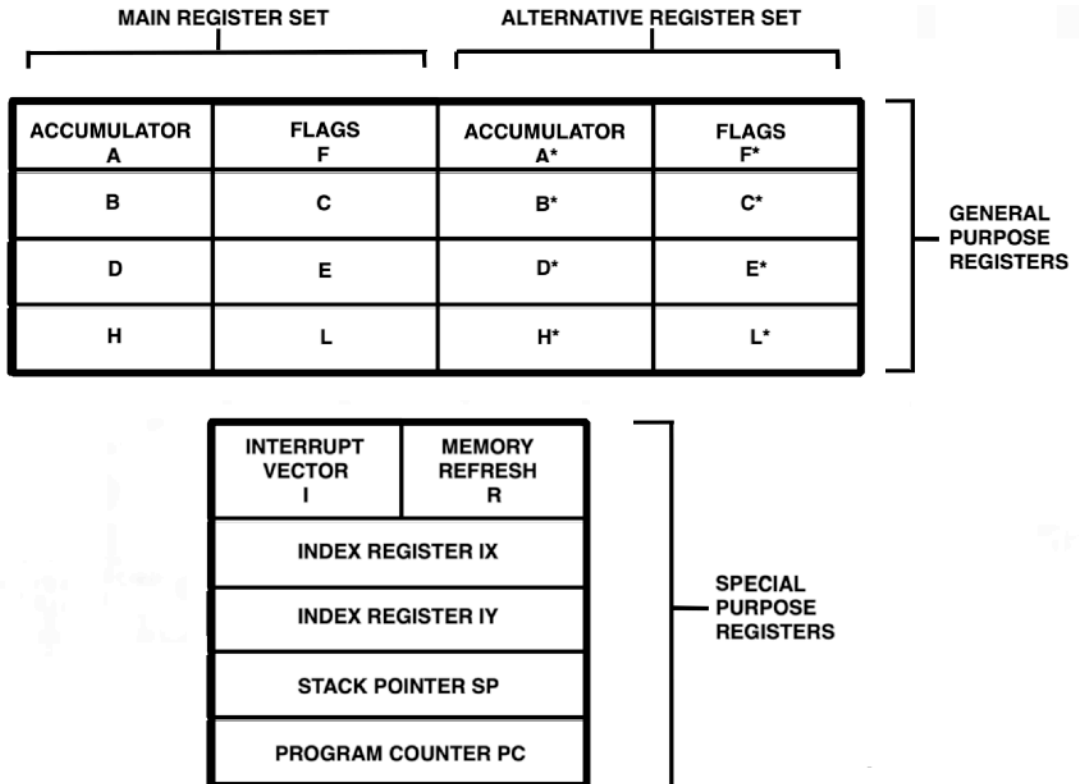 MAIN REGISTER SET
ALTERNATIVE REGISTER SET
ACCUMULATOR
A
FLAGS
F
ACCUMULATOR
A*
FLAGS
F*
B
C
B*
C*
D
E
D*
E*
H
L
H*
L*
GENERAL
PURPOSE
REGISTERS
INTERRUPT
VECTOR
I
MEMORY
REFRESH
R
INDEX REGISTER IX
INDEX REGISTER IY
STACK POINTER SP
PROGRAM COUNTER PC
SPECIAL
PURPOSE
REGISTERS